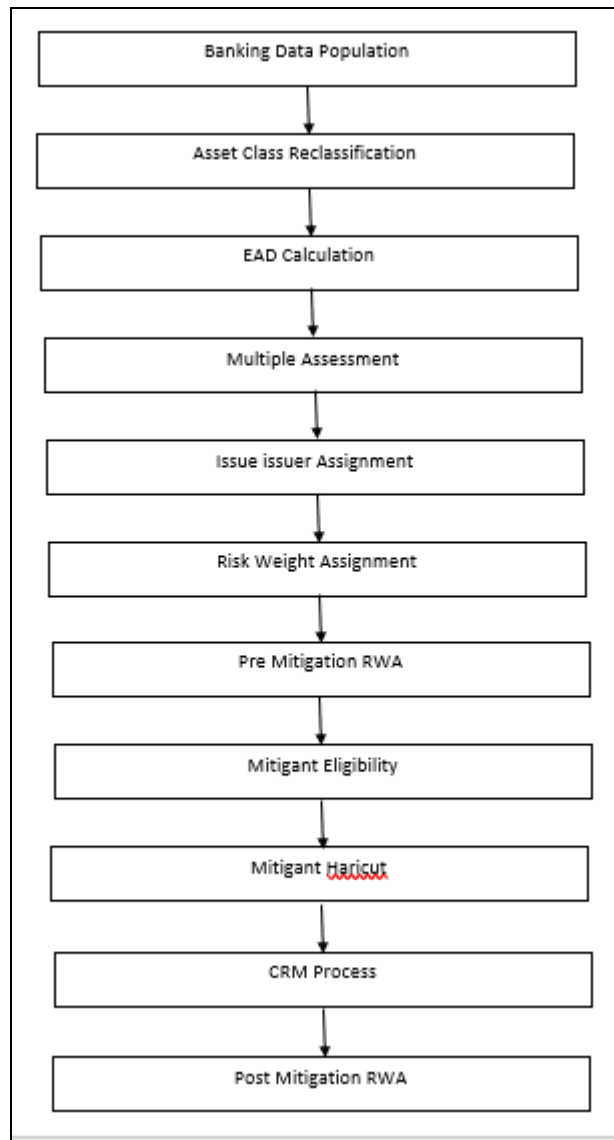 Banking Data Population
Asset Class Reclassification
EAD Calculation
Multiple Assessment
Issue issuer Assignment
Risk Weight Assignment
Pre Mitigation RWA
Mitigant Eligibility
Mitigant Haricut
CRM Process
Post Mitigation RWA